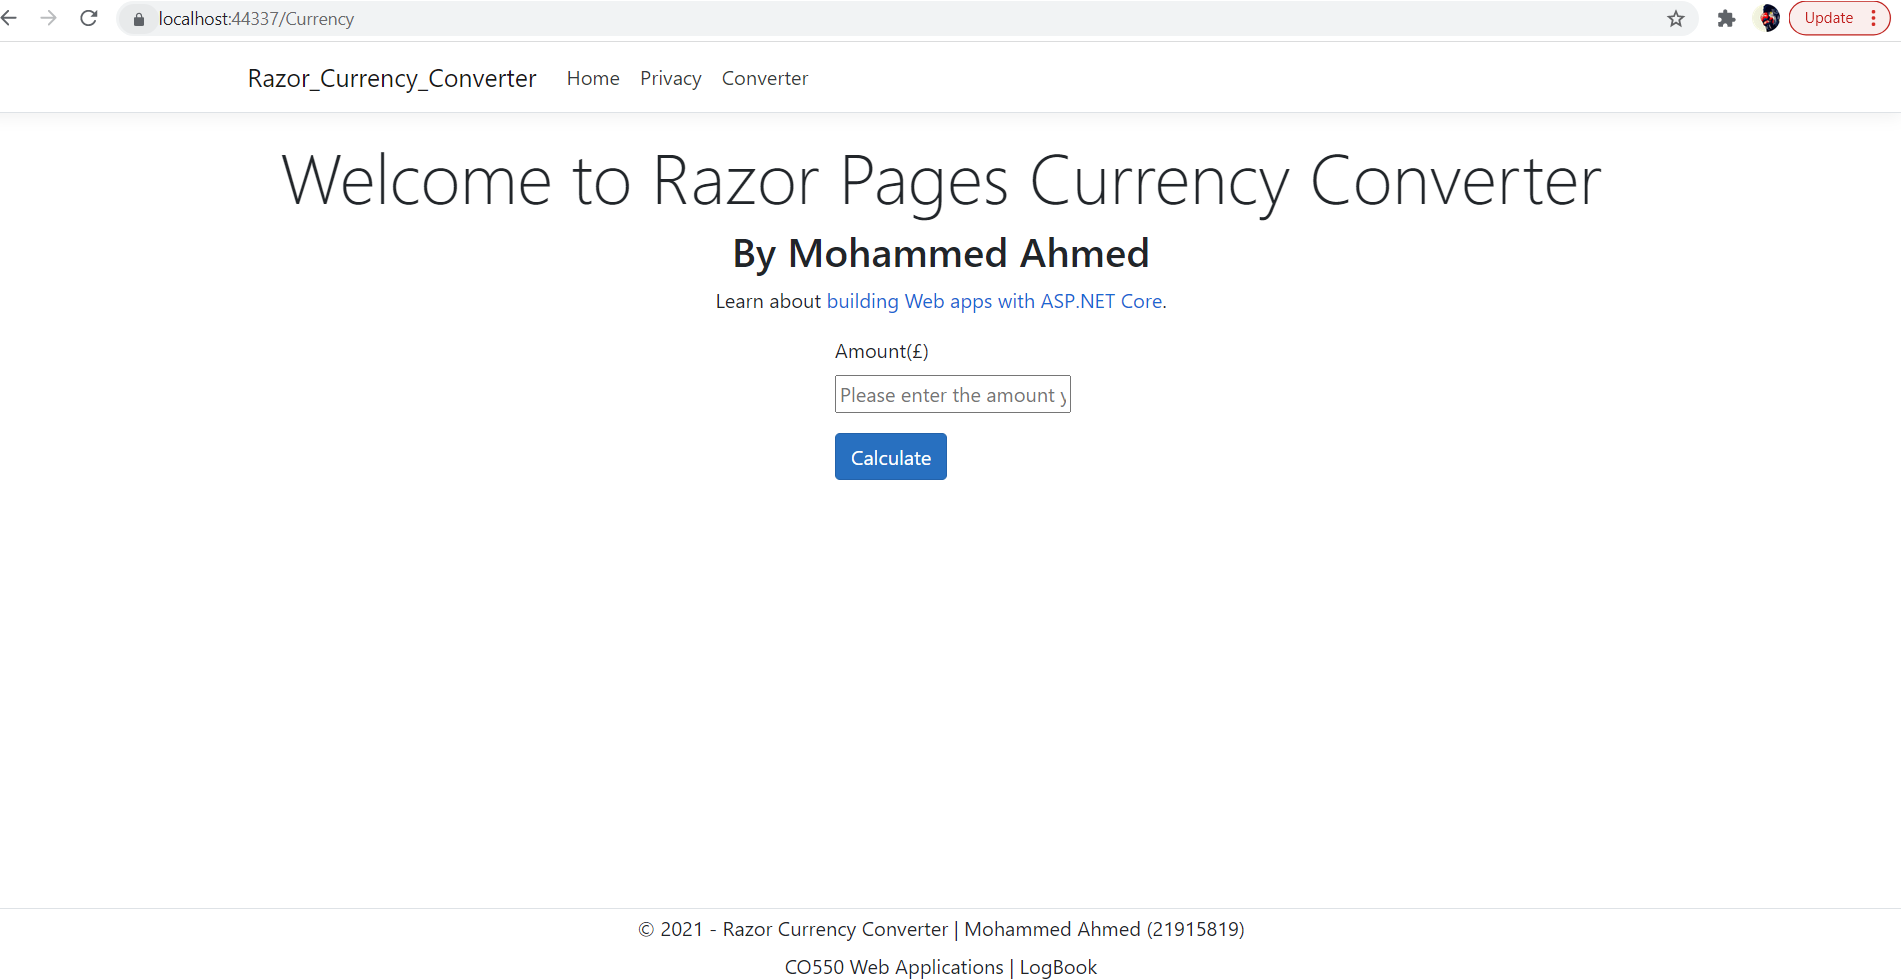 localhost:44337/Currency
Update
Razor_Currency_Converter Home Privacy Converter
Welcome to Razor Pages Currency Converter
By Mohammed Ahmed
Learn about building Web apps with ASP.NET Core.
Amount(£)
Please enter the amount y
Calculate
© 2021 - Razor Currency Converter | Mohammed Ahmed (21915819)
CO550 Web Applications | LogBook